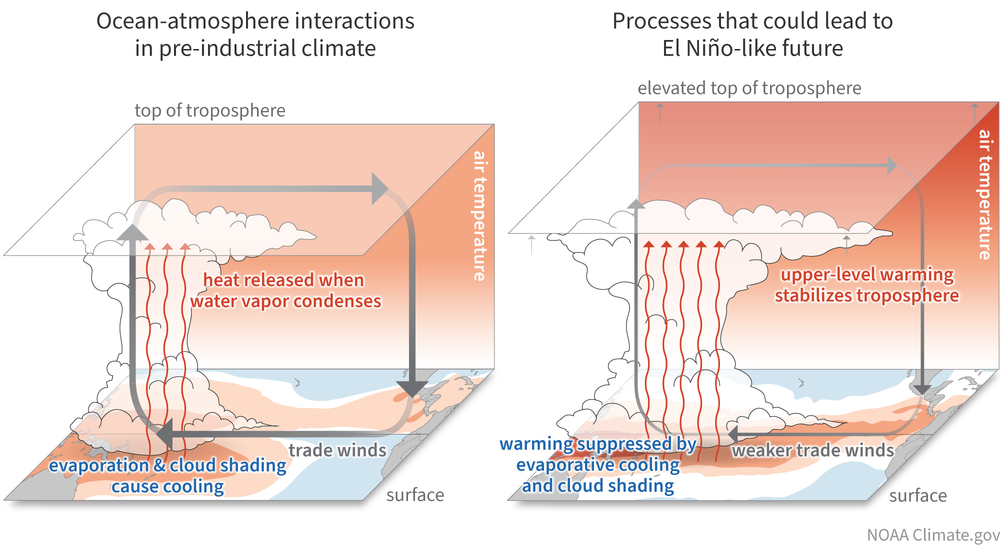 Ocean-atmosphere interactions
in pre-industrial climate
top of troposphere
air temperature
heat released when
water vapor condenses
trade winds
evaporation & cloud shading
cause cooling
surface
Processes that could lead to
El Niño-like future
elevated top of troposphere
air temperature
upper-level warming
stabilizes troposphere
warming suppressed by
evaporative cooling
and cloud shading
weaker trade winds
surface
NOAA Climate.gov